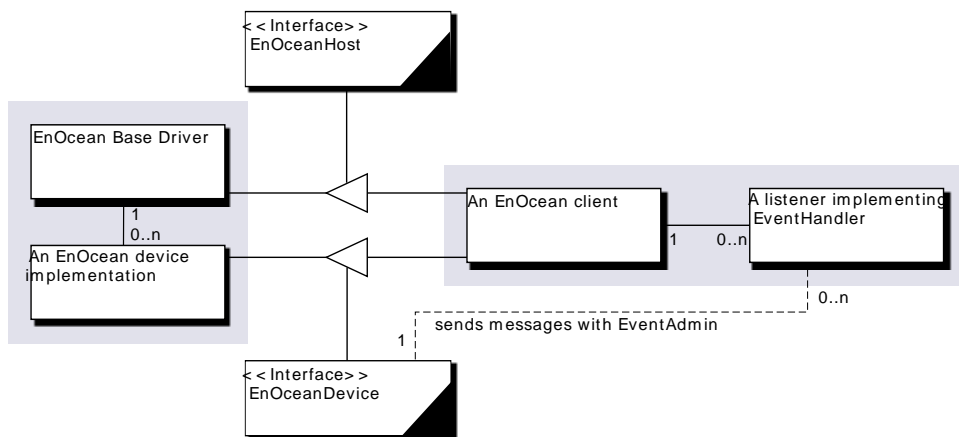 <<Interface>>
EnOceanHost
EnOcean Base Driver
1
0..n
An EnOcean device
implementation
An EnOcean client
1
0..n
A listener implementing
EventHandler
0..n
sends messages with EventAdmin
1
<<Interface>>
EnOceanDevice